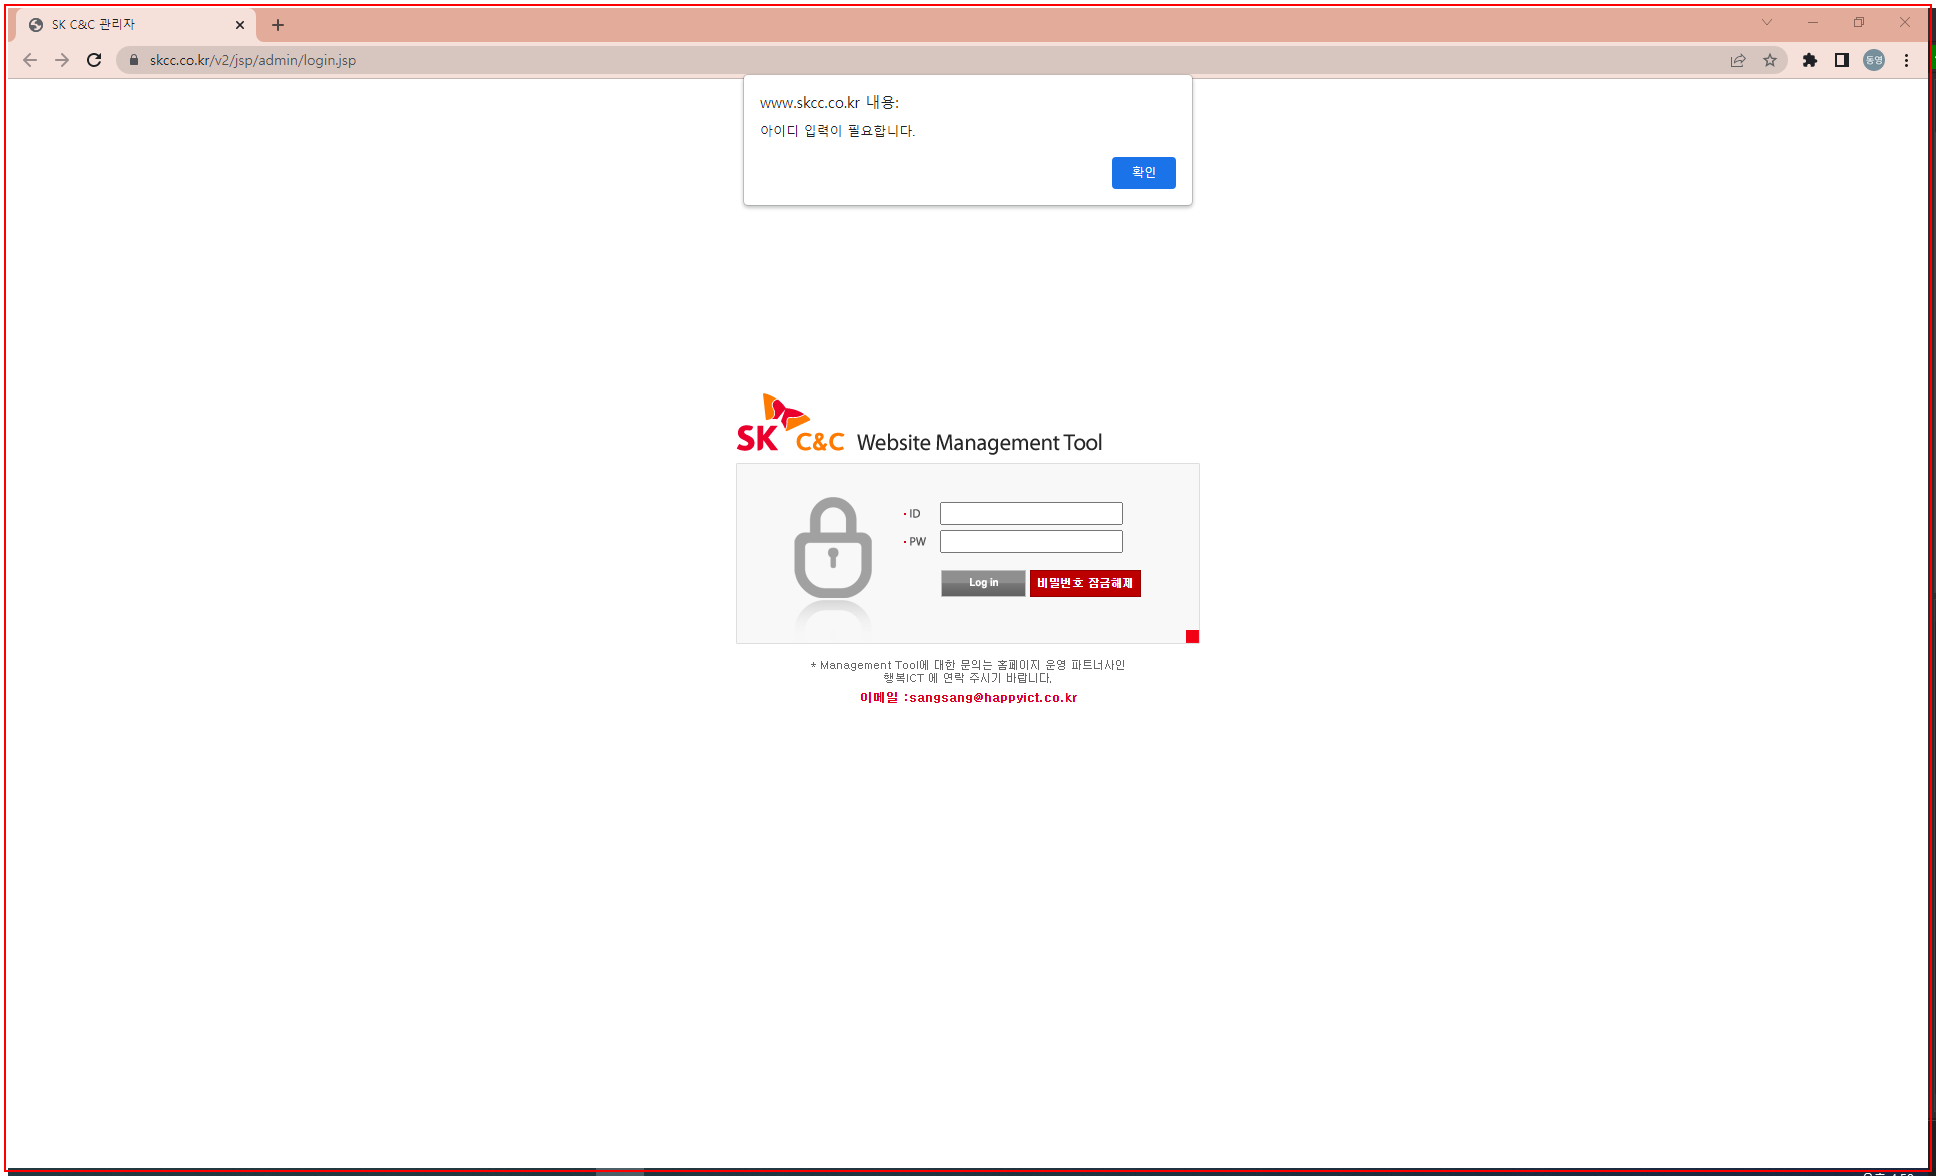 SK C&C 관리자
skcc.co.kr/v2/jsp/admin/login.jsp
동영
www.skcc.co.kr 내용:
아이디 입력이 필요합니다.
확인
SK C&C Website Management Tool
· ID
· PW
Log in
비밀번호 잠금해제
* Management Tool에 대한 문의는 홈페이지 운영 파트너사인
행복ICT 에 연락 주시기 바랍니다.
이메일 :sangsang@happyict.co.kr